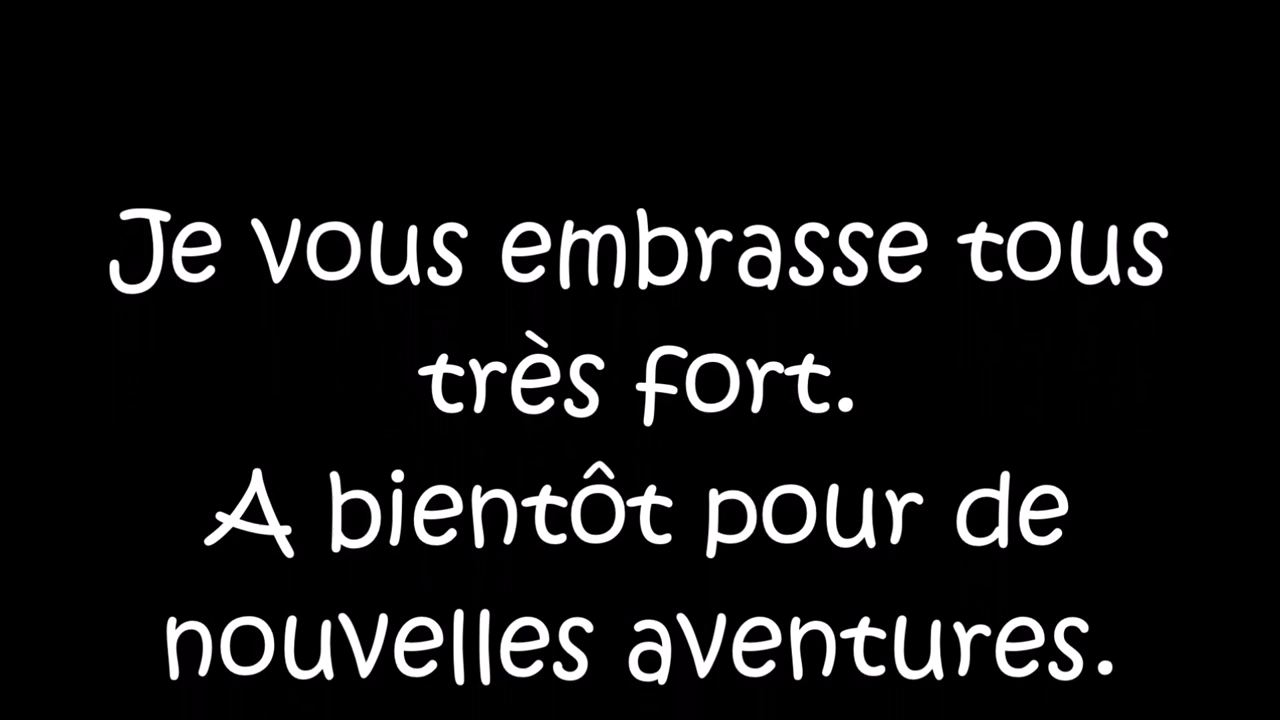 Je vous embrasse tous
très fort.
A bientôt pour de
nouvelles aventures.